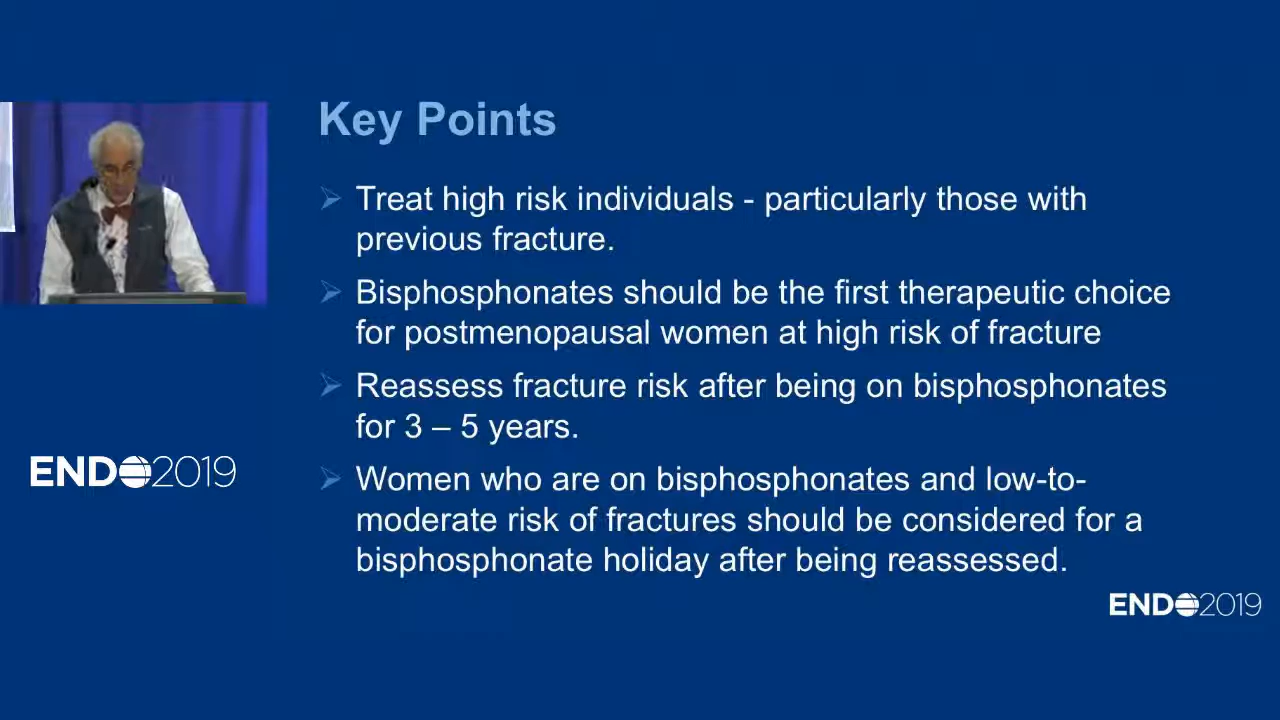 Key Points
Treat high risk individuals - particularly those with
previous fracture.
Bisphosphonates should be the first therapeutic choice
for postmenopausal women at high risk of fracture
Reassess fracture risk after being on bisphosphonates
for 3 – 5 years.
Women who are on bisphosphonates and low-to-
moderate risk of fractures should be considered for a
bisphosphonate holiday after being reassessed.
ENDO2019
ENDO2019